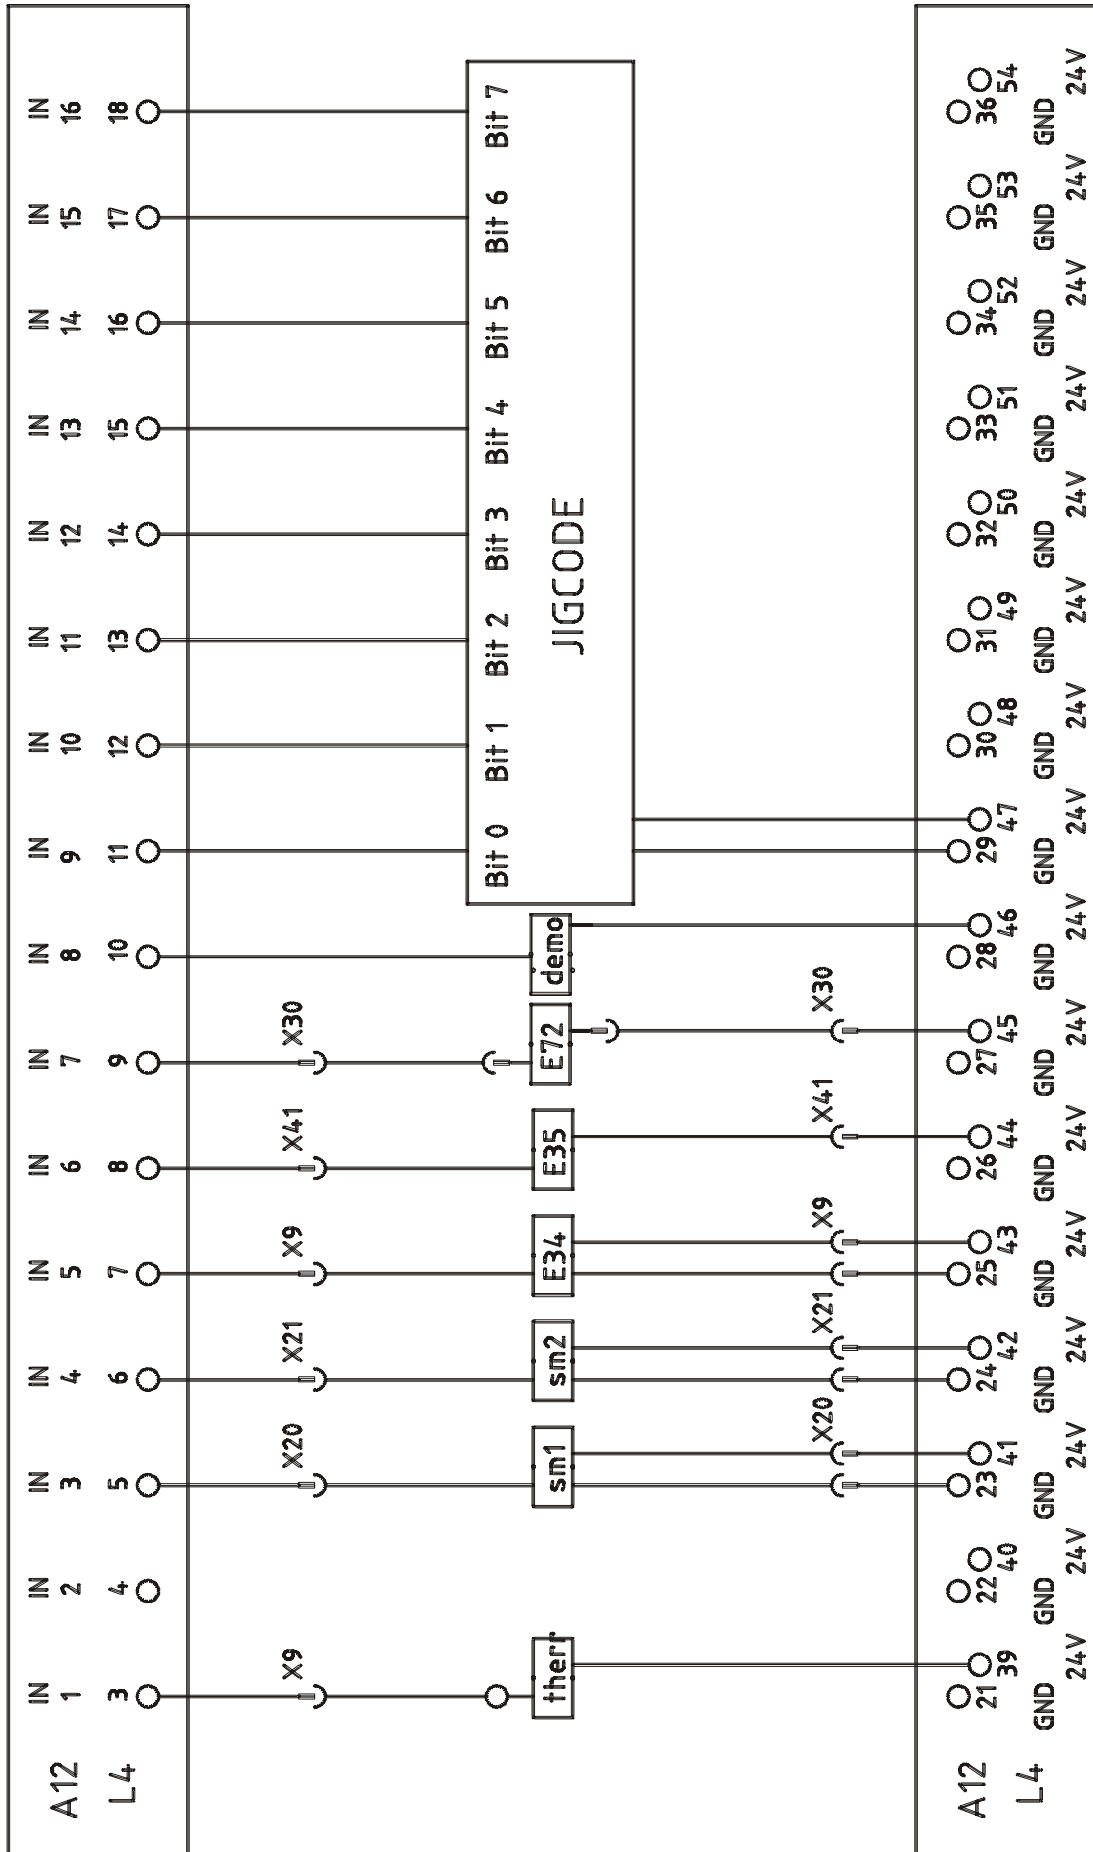 IN IN IN IN IN IN IN IN IN IN IN IN IN IN IN IN
A12 1 2 3 4 5 6 7 8 9 10 11 12 13 14 15 16
L4 3 4 5 6 7 8 9 10 11 12 13 14 15 16 17 18
X9 X20 X21 X9 X41 X30
Bit 0 Bit 1 Bit 2 Bit 3 Bit 4 Bit 5 Bit 6 Bit 7
therr sm1 sm2 E34 E35 E72 demo
JIGCODE
X20 X21 X9 X41 X30
A12 21 22 23 24 25 26 27 28 29 30 31 32 33 34 35 36
39 40 41 42 43 44 45 46 47 48 49 50 51 52 53 54
L4 GND GND GND GND GND GND GND GND GND GND GND GND GND GND GND GND
24V 24V 24V 24V 24V 24V 24V 24V 24V 24V 24V 24V 24V 24V 24V 24V